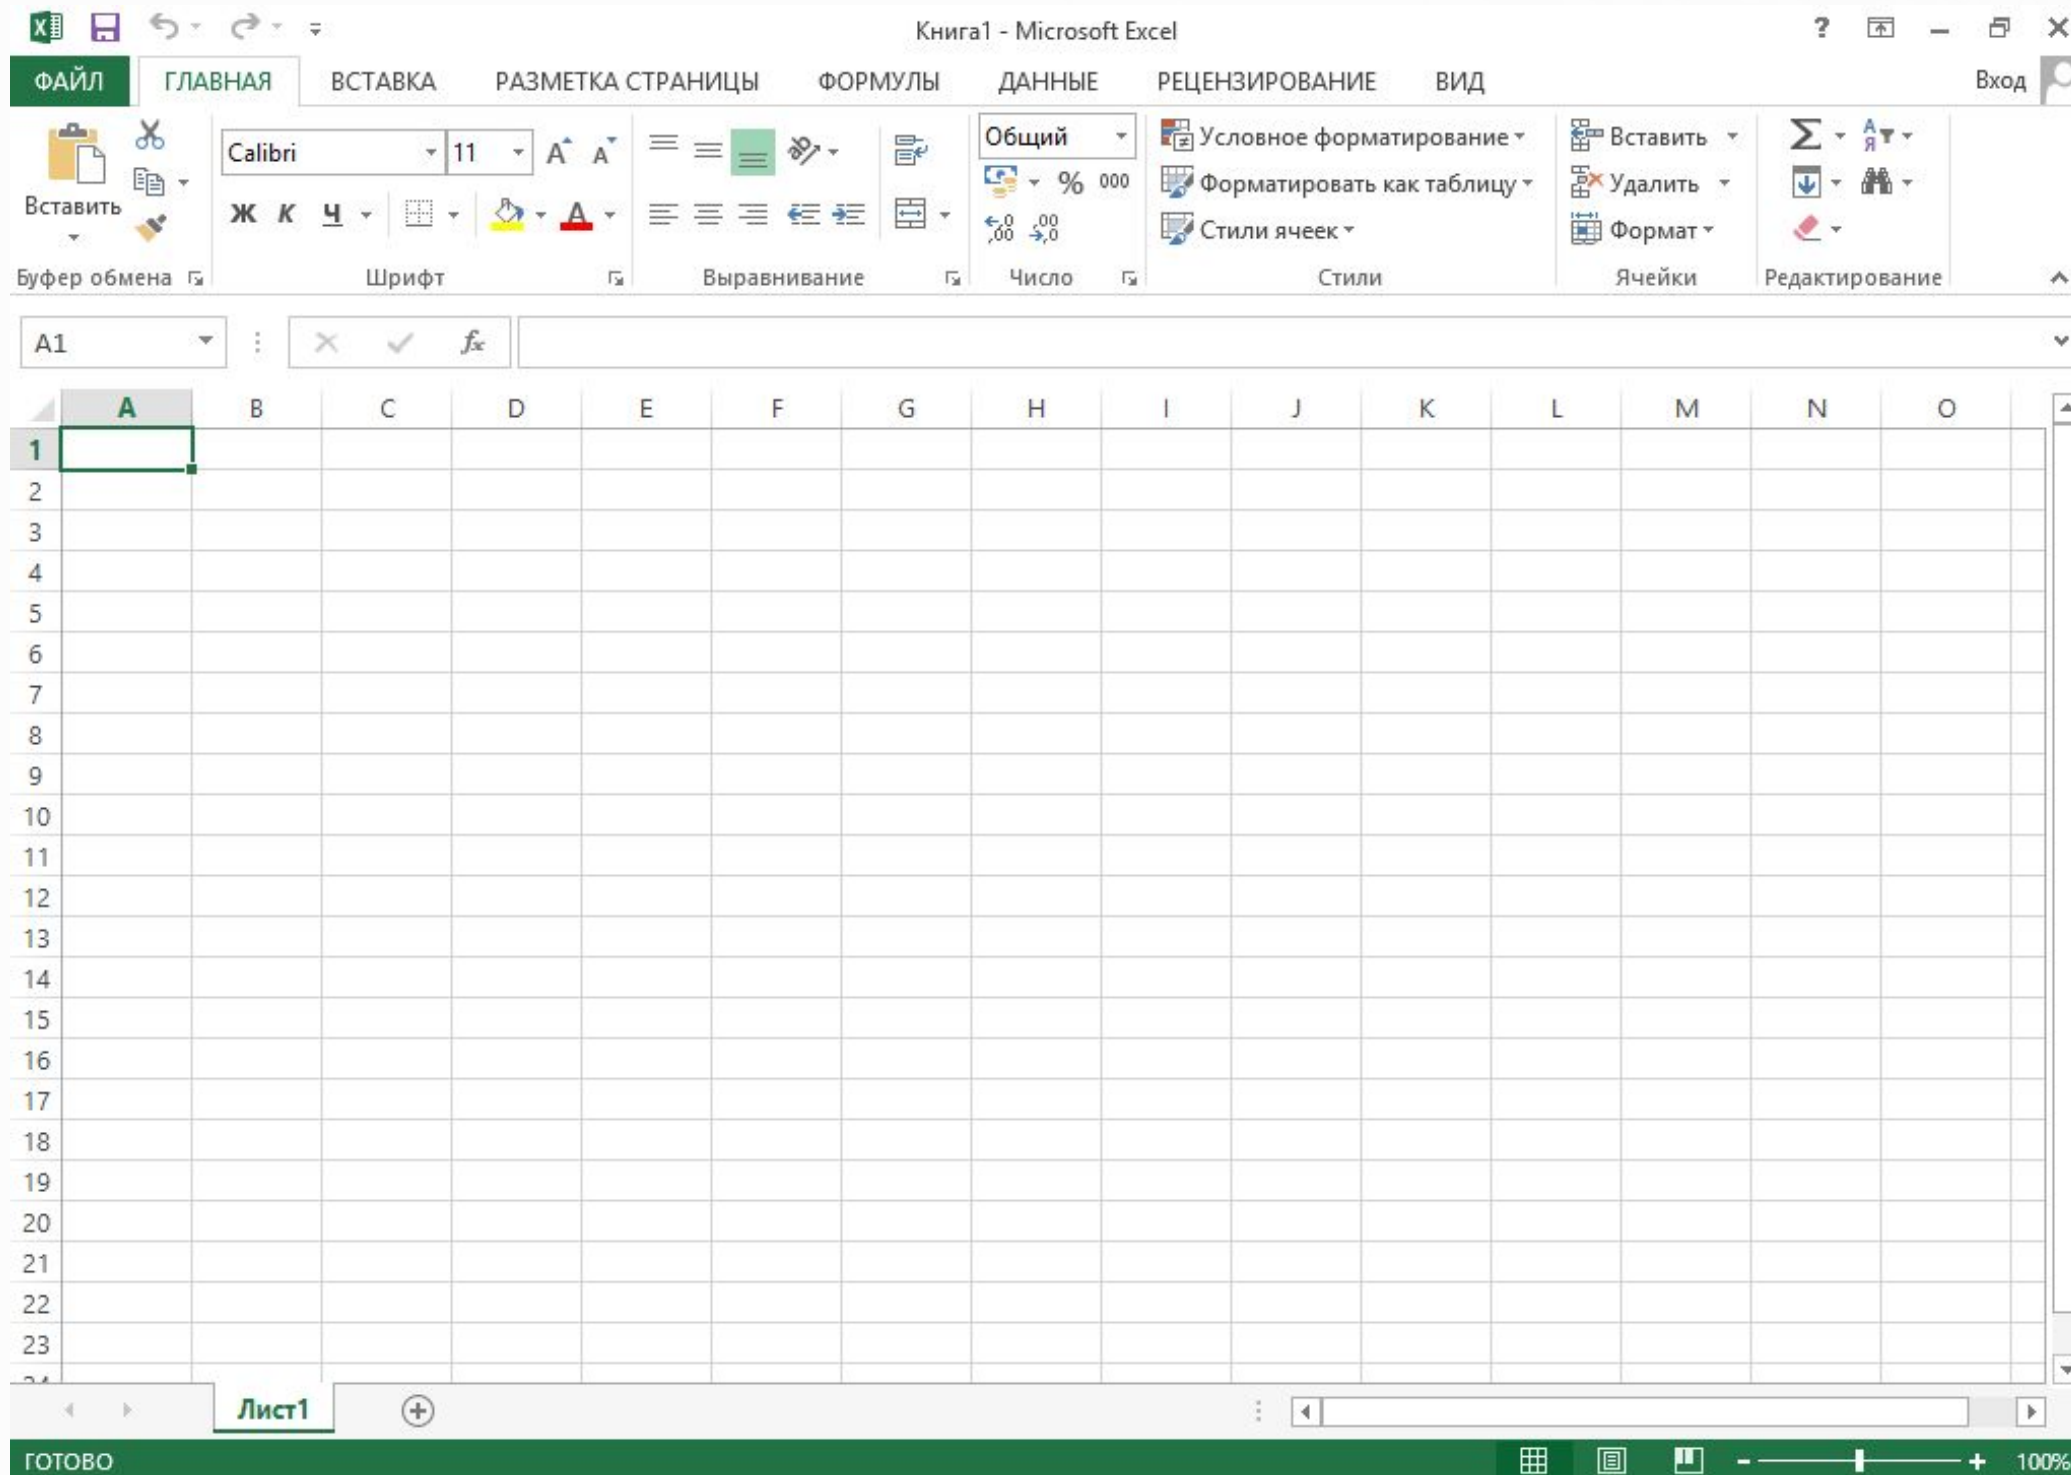 Книга1 - Microsoft Excel
ФАЙЛ ГЛАВНАЯ ВСТАВКА РАЗМЕТКА СТРАНИЦЫ ФОРМУЛЫ ДАННЫЕ РЕЦЕНЗИРОВАНИЕ ВИД Вход
Вставить
Calibri 11
Ж К Ч
Общий
% 000
Условное форматирование
Форматировать как таблицу
Стили ячеек
Вставить
Удалить
Формат
Буфер обмена Шрифт Выравнивание Число Стили Ячейки Редактирование
A1 fx
A B C D E F G H I J K L M N O
1
2
3
4
5
6
7
8
9
10
11
12
13
14
15
16
17
18
19
20
21
22
23
Лист1
ГОТОВО 100%